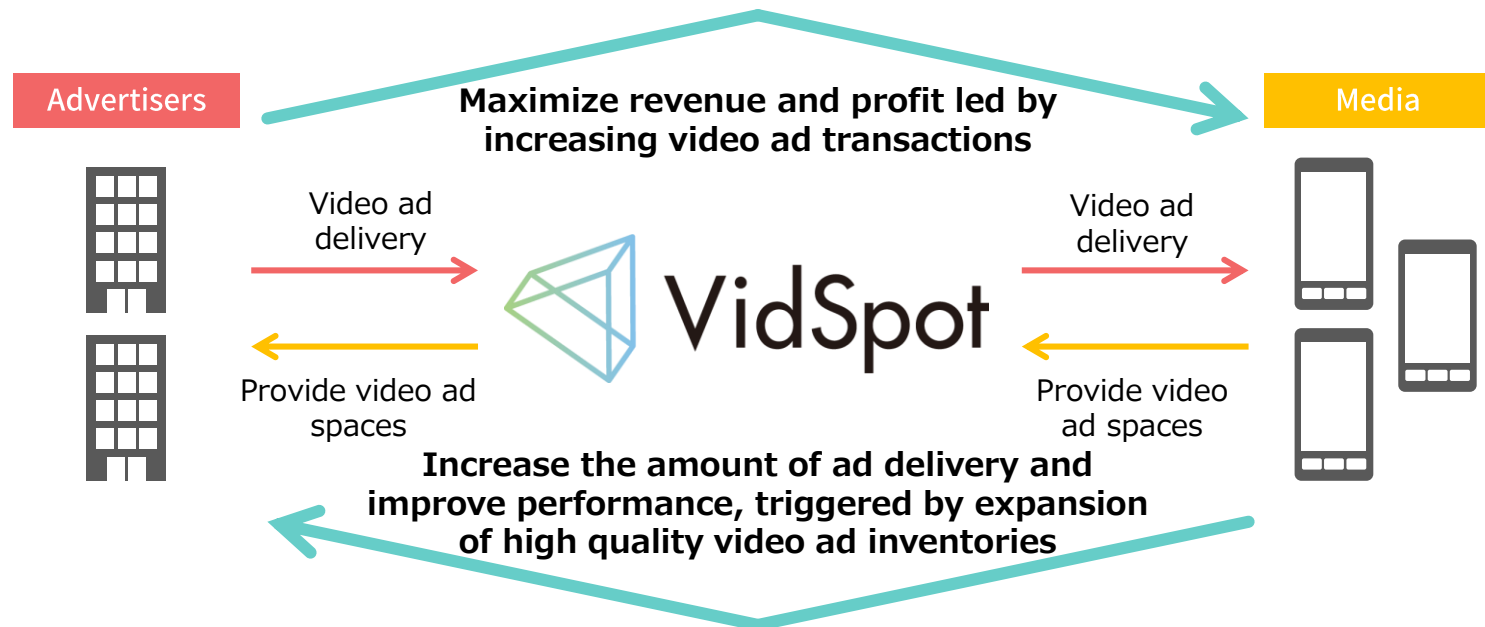 Advertisers
Maximize revenue and profit led by
increasing video ad transactions
Media
Video ad
delivery
VidSpot
Video ad
delivery
Provide video ad
spaces
Provide video
ad spaces
Increase the amount of ad delivery and
improve performance, triggered by expansion
of high quality video ad inventories